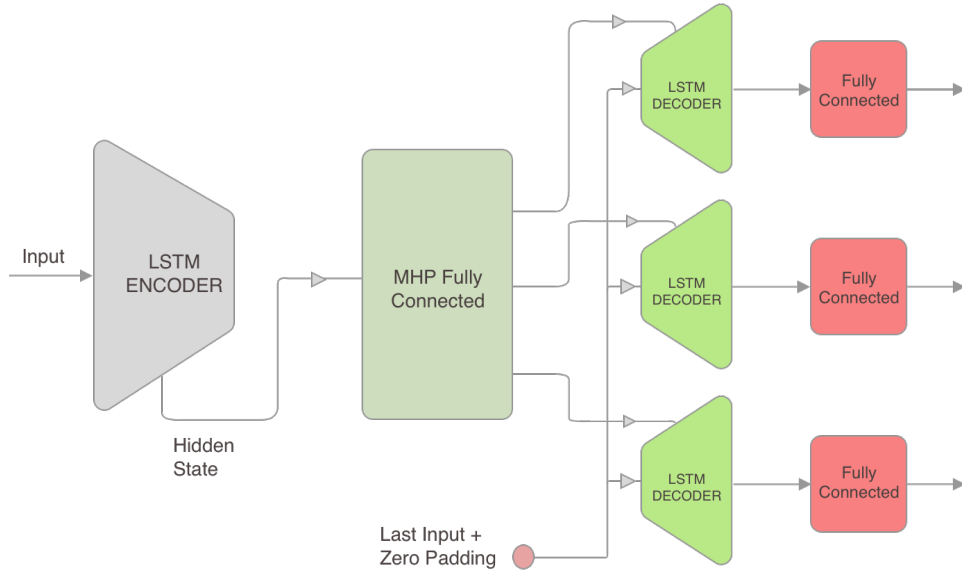 Input
LSTM
ENCODER
Hidden
State
MHP Fully
Connected
Last Input +
Zero Padding
LSTM
DECODER
Fully
Connected
LSTM
DECODER
Fully
Connected
LSTM
DECODER
Fully
Connected